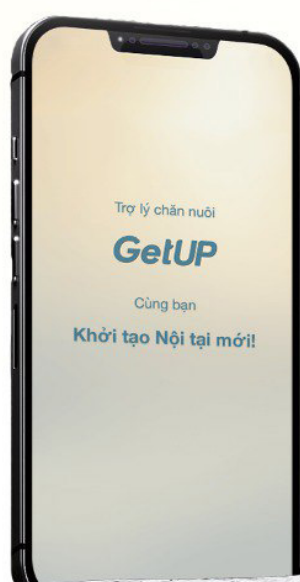 Trợ lý chăn nuôi
GetUP
Cùng bạn
Khởi tạo Nội tại mới!